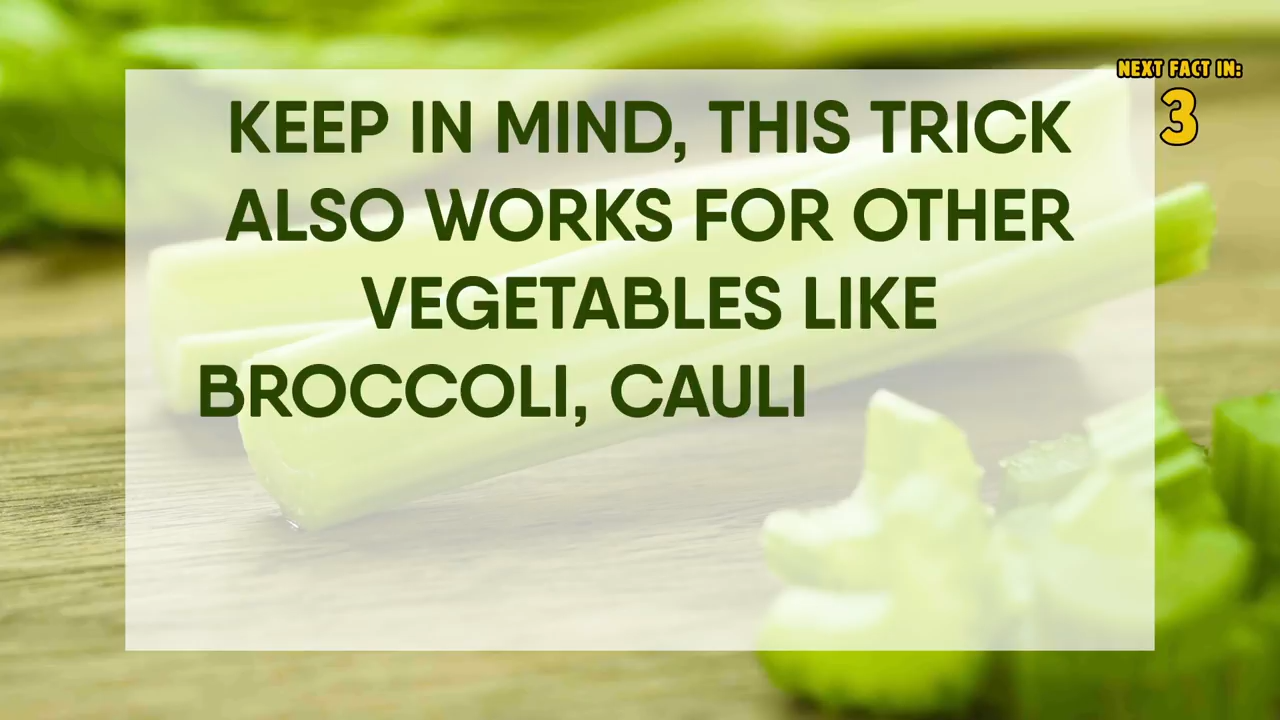 NEXT FACT IN:
3
KEEP IN MIND, THIS TRICK
ALSO WORKS FOR OTHER
VEGETABLES LIKE
BROCCOLI, CAULI